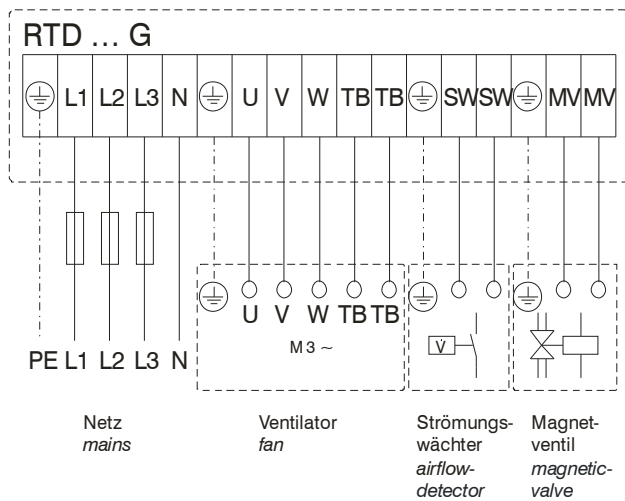 RTD ... G
L1 L2 L3 N U V W TB TB SW SW MV MV
U V W TB TB
M 3 ~
V̇
PE L1 L2 L3 N
Netz
mains
Ventilator
fan
Strömungs-
wächter
airflow-
detector
Magnet-
ventil
magnetic-
valve